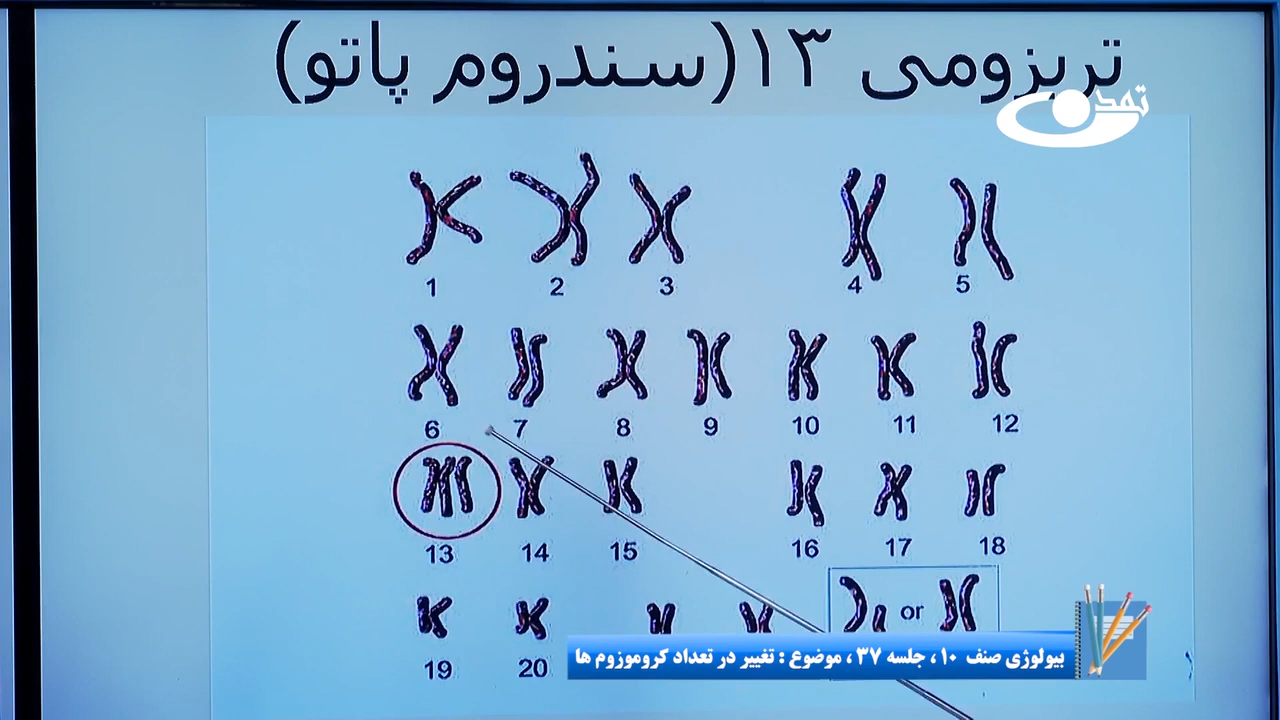 تریزومی ۱۳(سندروم پاتو)
تمدن
1 2 3 4 5
6 7 8 9 10 11 12
13 14 15 16 17 18
or
19 20
بیولوژی صنف ۱۰ ، جلسه ۳۷ ، موضوع : تغییر در تعداد کروموزوم ها